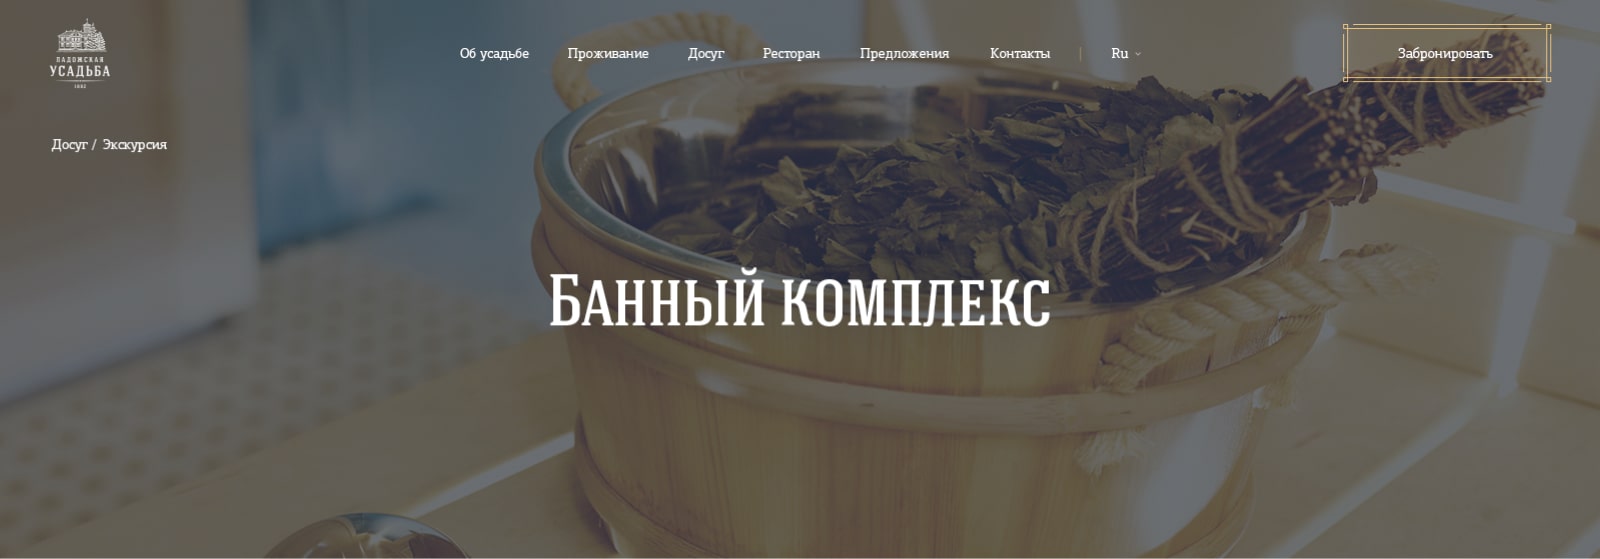 ЛАДОЖСКАЯ
УСАДЬБА
Об усадьбе Проживание Досуг Ресторан Предложения Контакты | Ru
Забронировать
Досуг / Экскурсия
Банный комплекс